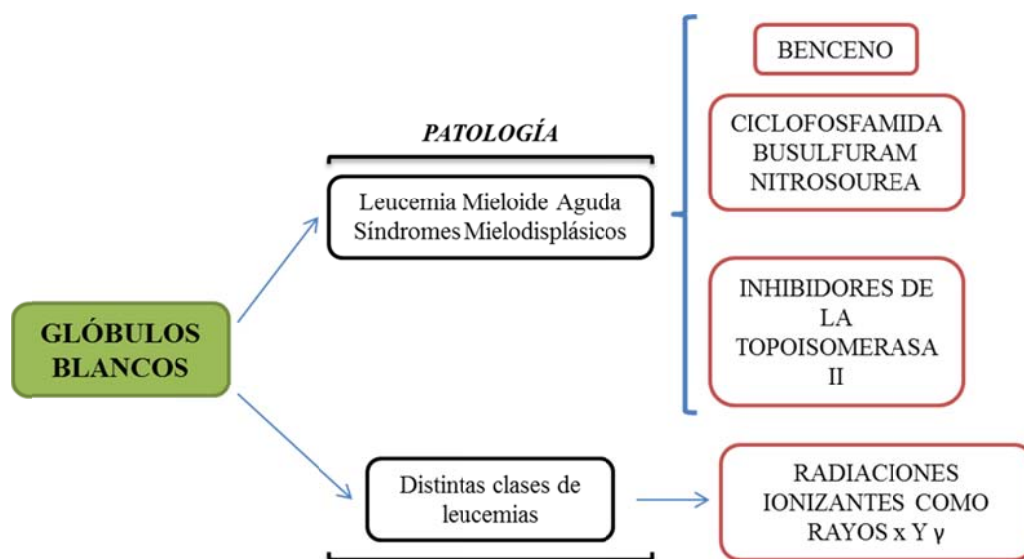 PATOLOGÍA
GLÓBULOS
BLANCOS
Leucemia Mieloide Aguda
Síndromes Mielodisplásicos
BENCENO
CICLOFOSFAMIDA
BUSULFURAM
NITROSOUREA
INHIBIDORES DE
LA
TOPOISOMERASA
II
Distintas clases de
leucemias
RADIACIONES
IONIZANTES COMO
RAYOS x Y γ